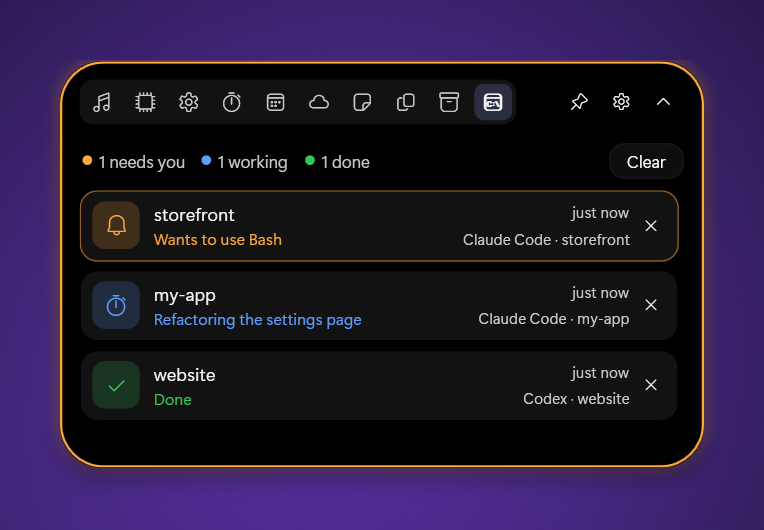 C:\
1 needs you 1 working 1 done Clear
storefront just now
Wants to use Bash Claude Code · storefront
my-app just now
Refactoring the settings page Claude Code · my-app
website just now
Done Codex · website